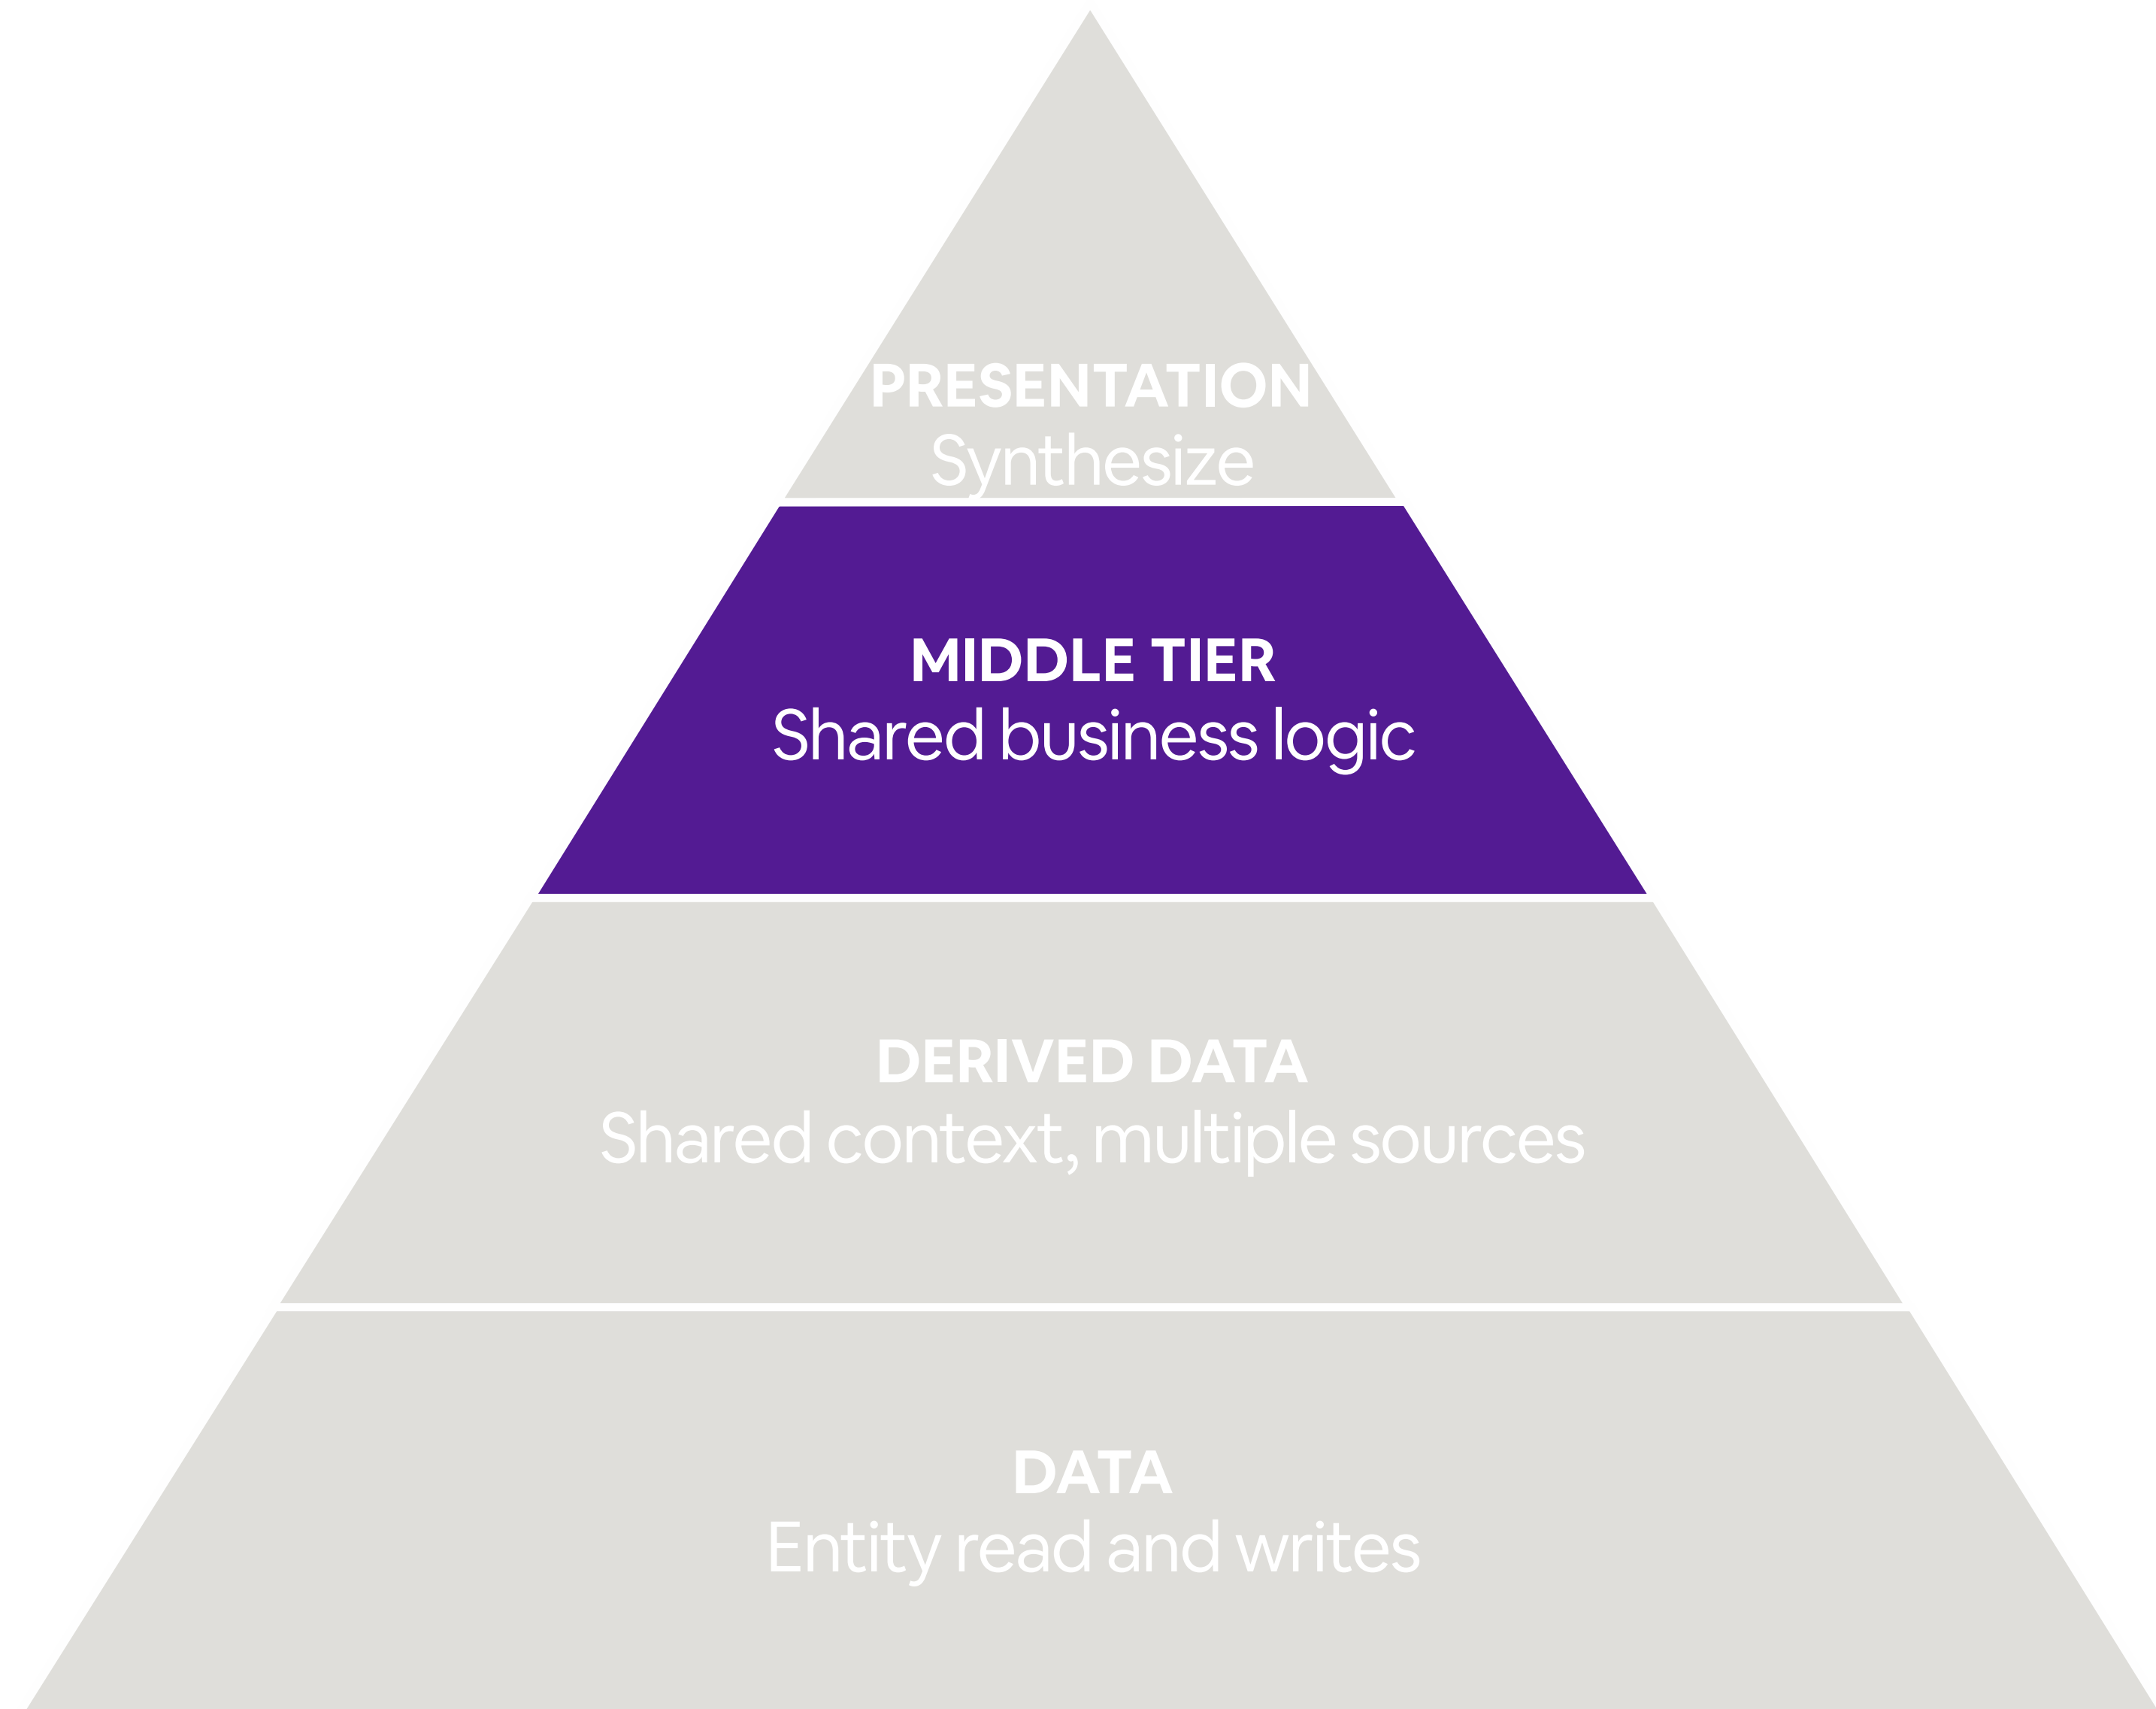 PRESENTATION
Synthesize
MIDDLE TIER
Shared business logic
DERIVED DATA
Shared context, multiple sources
DATA
Entity read and writes